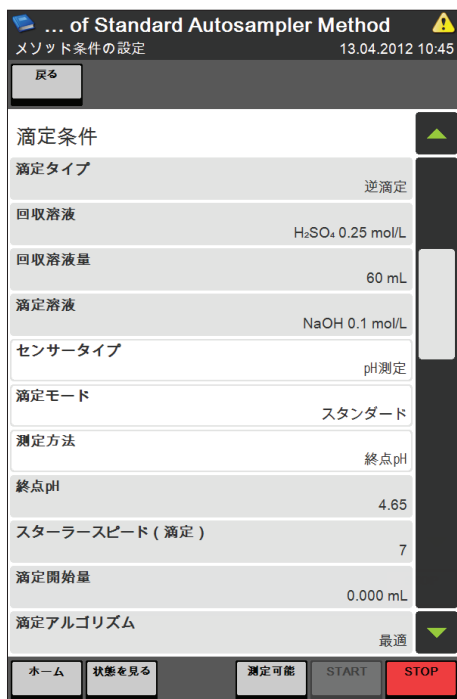 ... of Standard Autosampler Method
メソッド条件の設定 13.04.2012 10:45
戻る
滴定条件
滴定タイプ
逆滴定
回収溶液
H₂SO₄ 0.25 mol/L
回収溶液量
60 mL
滴定溶液
NaOH 0.1 mol/L
センサータイプ
pH測定
滴定モード
スタンダード
測定方法
終点pH
終点pH
4.65
スターラースピード ( 滴定 )
7
滴定開始量
0.000 mL
滴定アルゴリズム
最適
ホーム 状態を見る 測定可能 START STOP